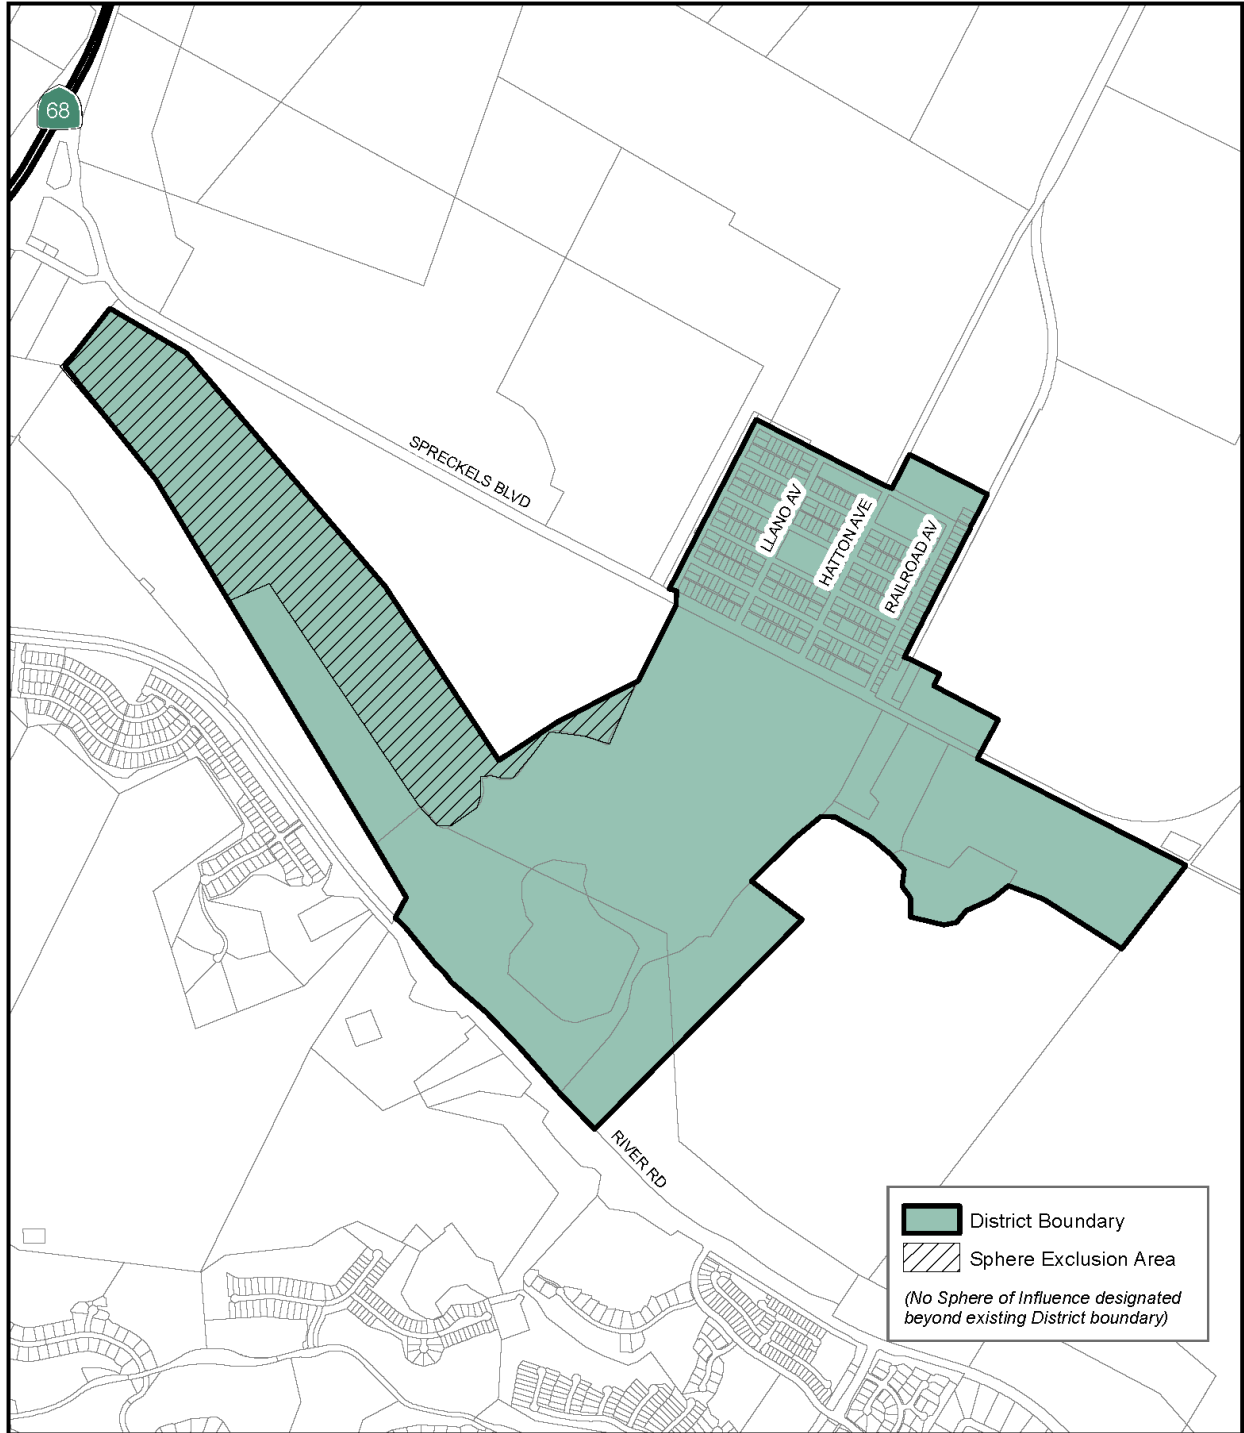 68
SPRECKELS BLVD
LLANO AV
HATTON AVE
RAILROAD AV
RIVER RD
District Boundary
Sphere Exclusion Area
(No Sphere of Influence designated
beyond existing District boundary)